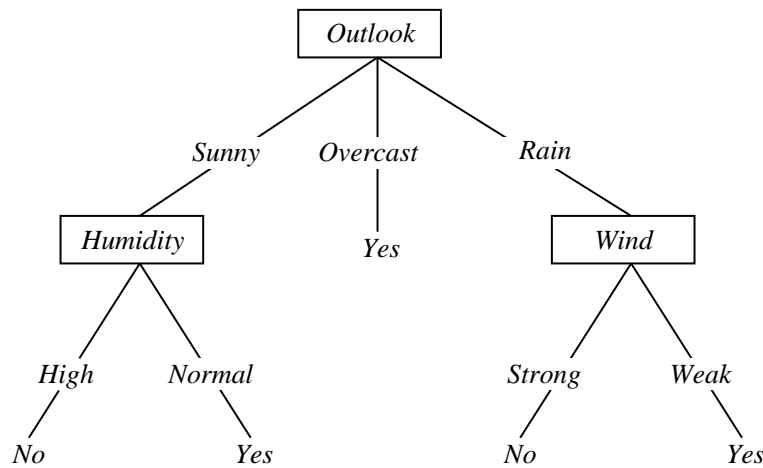 Outlook
Sunny Overcast Rain
Humidity Yes Wind
High Normal Strong Weak
No Yes No Yes